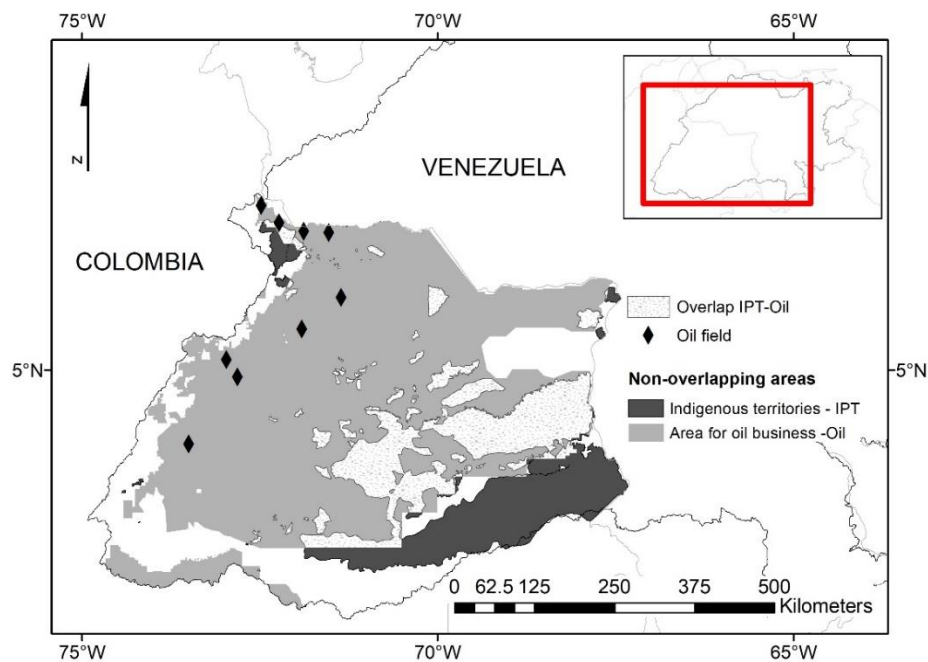 75°W 70°W 65°W
N
VENEZUELA
COLOMBIA
Overlap IPT-Oil
Oil field
5°N 5°N
Non-overlapping areas
Indigenous territories - IPT
Area for oil business -Oil
0 62.5 125 250 375 500
Kilometers
75°W 70°W 65°W